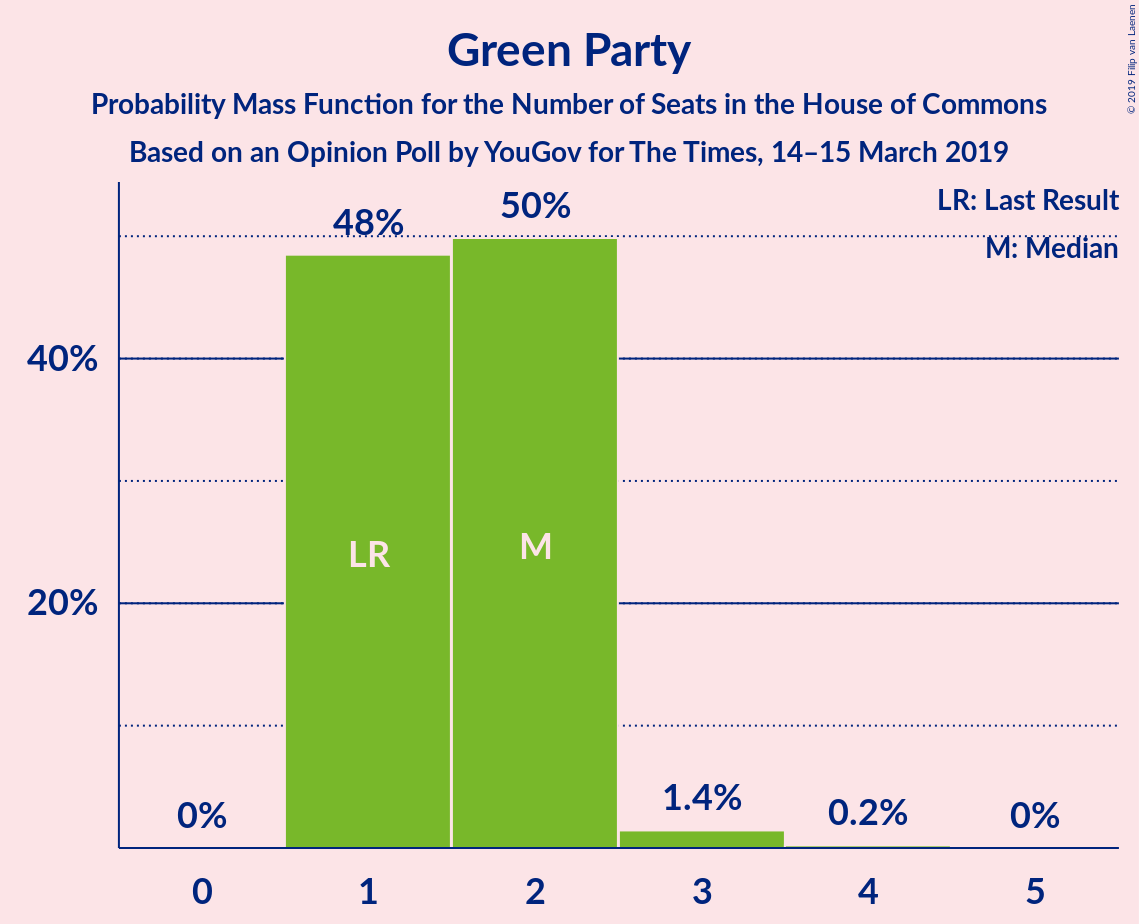 Green Party
Probability Mass Function for the Number of Seats in the House of Commons
Based on an Opinion Poll by YouGov for The Times, 14–15 March 2019
© 2019 Filip van Laenen
LR: Last Result
M: Median
48%
50%
40%
LR
M
20%
0%
1.4%
0.2%
0%
0
1
2
3
4
5